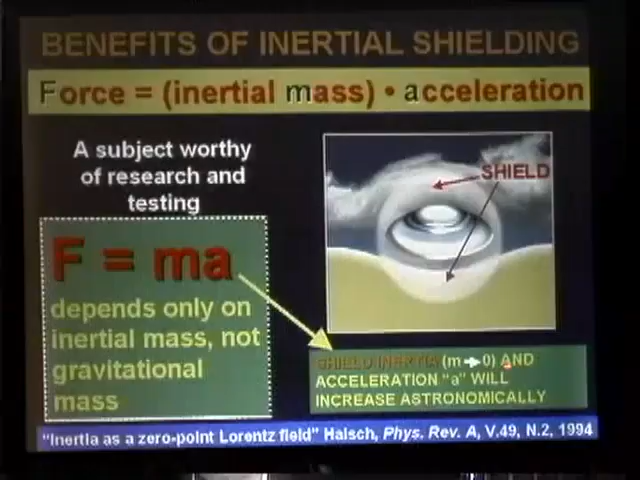 BENEFITS OF INERTIAL SHIELDING
Force = (inertial mass) • acceleration
A subject worthy
of research and
testing
SHIELD
F = ma
depends only on
inertial mass, not
gravitational
mass
SHIELD INERTIA (m → 0) AND
ACCELERATION "a" WILL
INCREASE ASTRONOMICALLY
"Inertia as a zero-point Lorentz field" Haisch, Phys. Rev. A, V.49, N.2, 1994